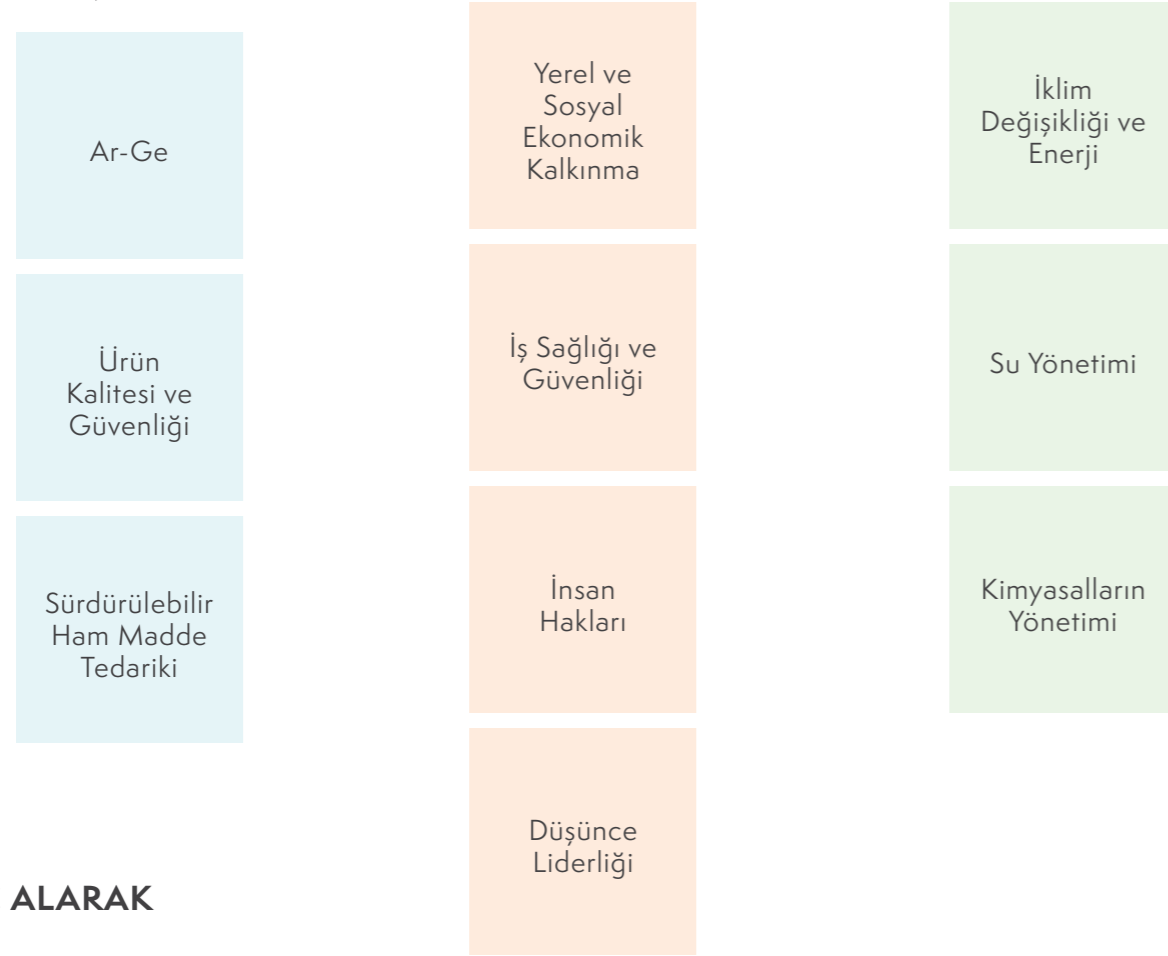 Ar-Ge
Ürün
Kalitesi ve
Güvenliği
Sürdürülebilir
Ham Madde
Tedariki
ALARAK
Yerel ve
Sosyal
Ekonomik
Kalkınma
İş Sağlığı ve
Güvenliği
İnsan
Hakları
Düşünce
Liderliği
İklim
Değişikliği ve
Enerji
Su Yönetimi
Kimyasalların
Yönetimi